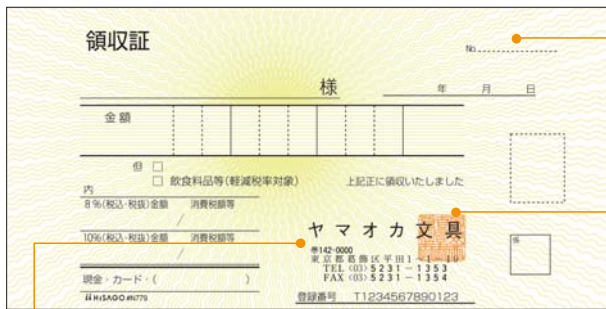 領収証
No.
様
年 月 日
金額
但 □
□ 飲食料品等(軽減税率対象) 上記正に領収いたしました
内
8%(税込・税抜)金額 消費税額等
/
10%(税込・税抜)金額 消費税額等
/
現金・カード・( )
HISAGO #N779
ヤマオカ文具
〒142-0000
東京都葛飾区平田1-1-10
TEL (03) 5231-1353
FAX (03) 5231-1354
登録番号 T1234567890123
係